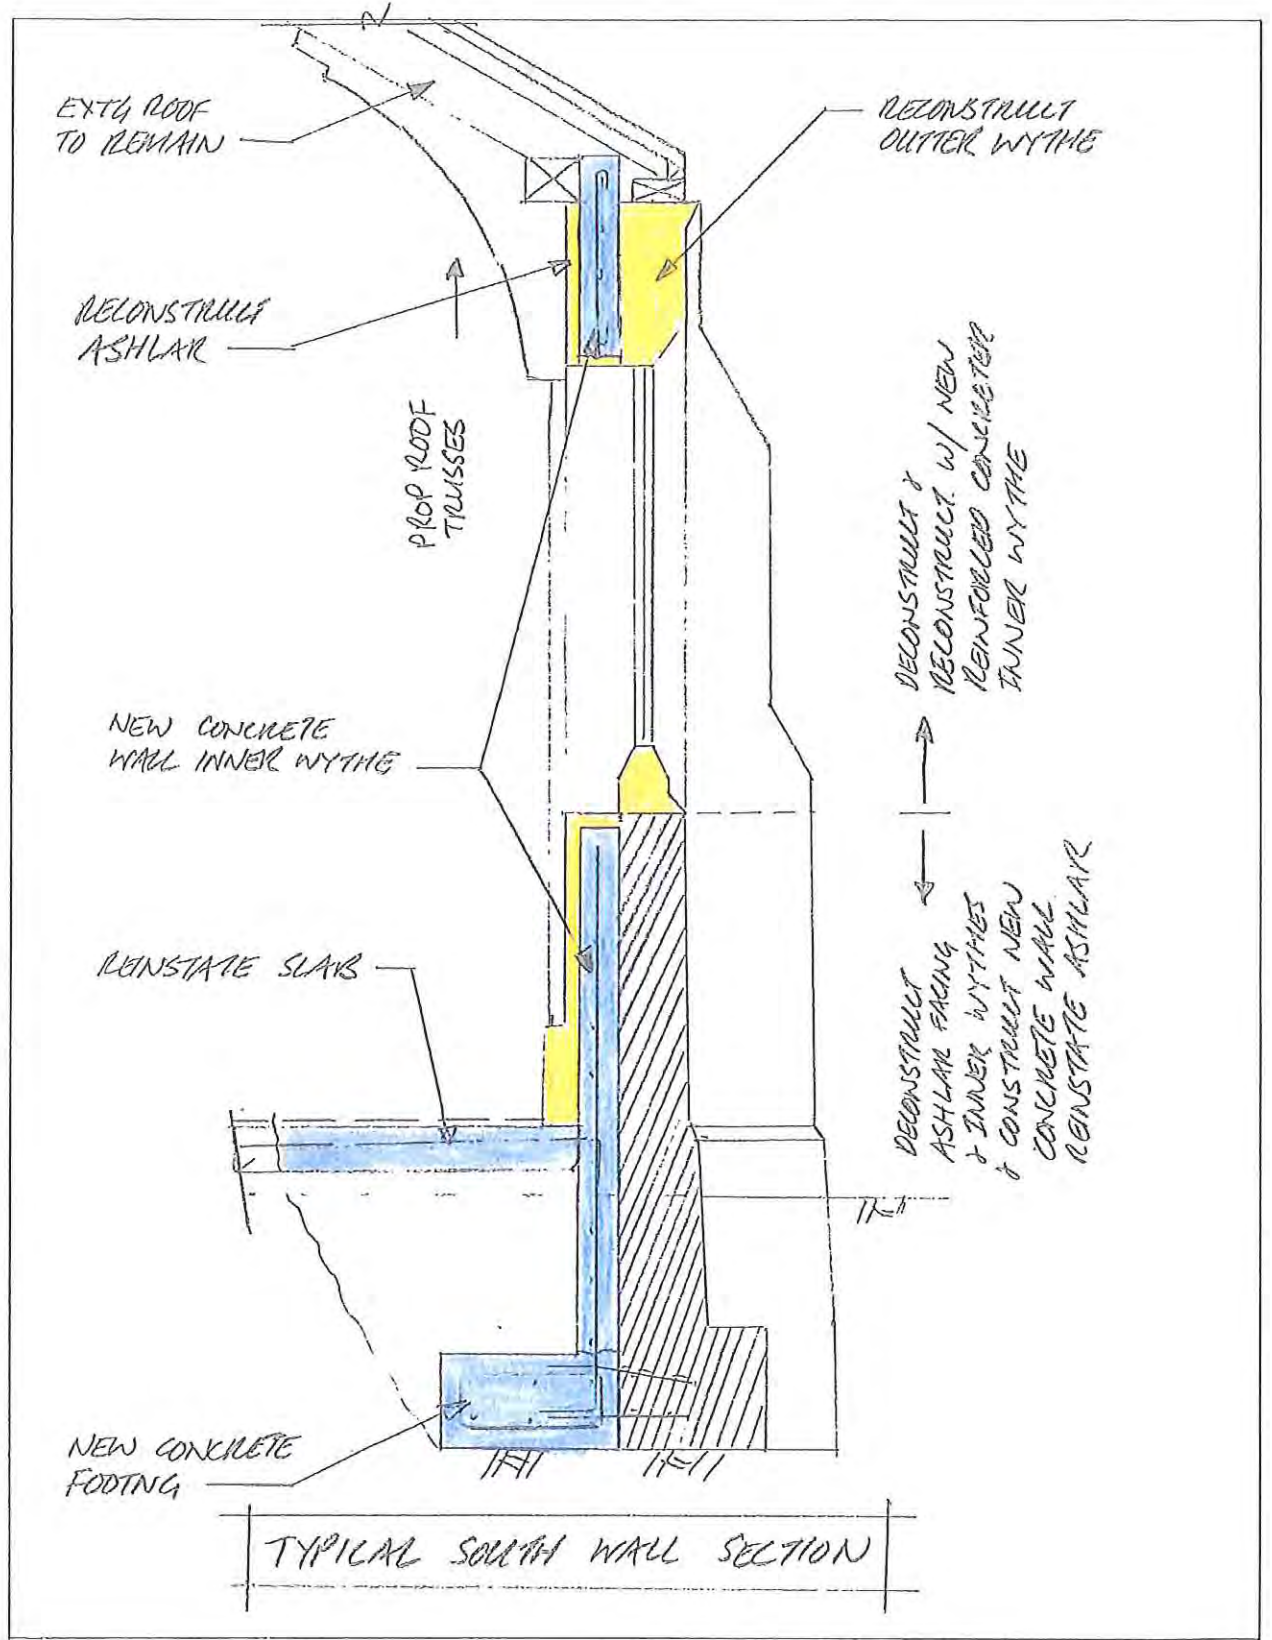 EXTG ROOF
TO REMAIN
RECONSTRUCT
OUTTER WYTHE
RECONSTRUCT
ASHLAR
PROP ROOF
TRUSSES
DECONSTRUCT &
RECONSTRUCT W/ NEW
REINFORCED CONCRETER
INNER WYTHE
NEW CONCRETE
WALL INNER WYTHE
DECONSTRUCT
ASHLAR FACING
& INNER WYTHES
& CONSTRUCT NEW
CONCRETE WALL.
REINSTATE ASHLAR.
REINSTATE SLAB
NEW CONCRETE
FOOTNG
TYPICAL SOUTH WALL SECTION